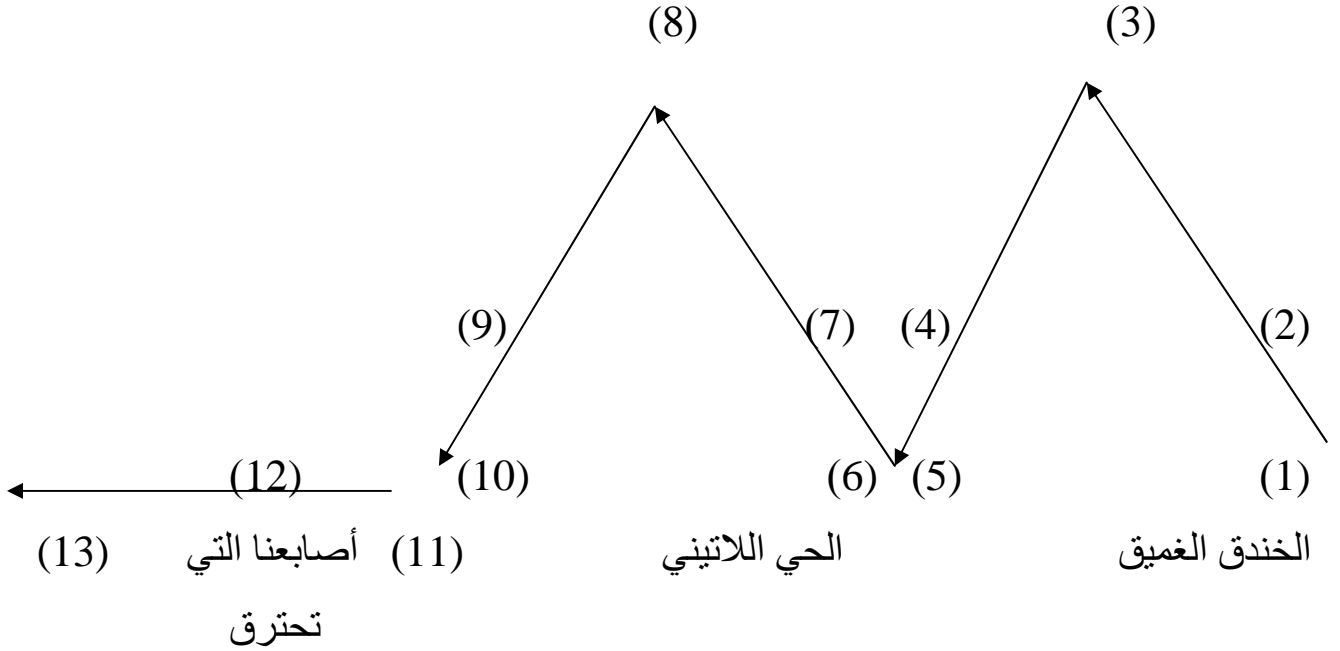 (3) (8)
(2) (4) (7) (9)
(1) (5) (6) (10) (12)
الخندق الغميق الحي اللاتيني (11) أصابعنا التي (13)
تحترق